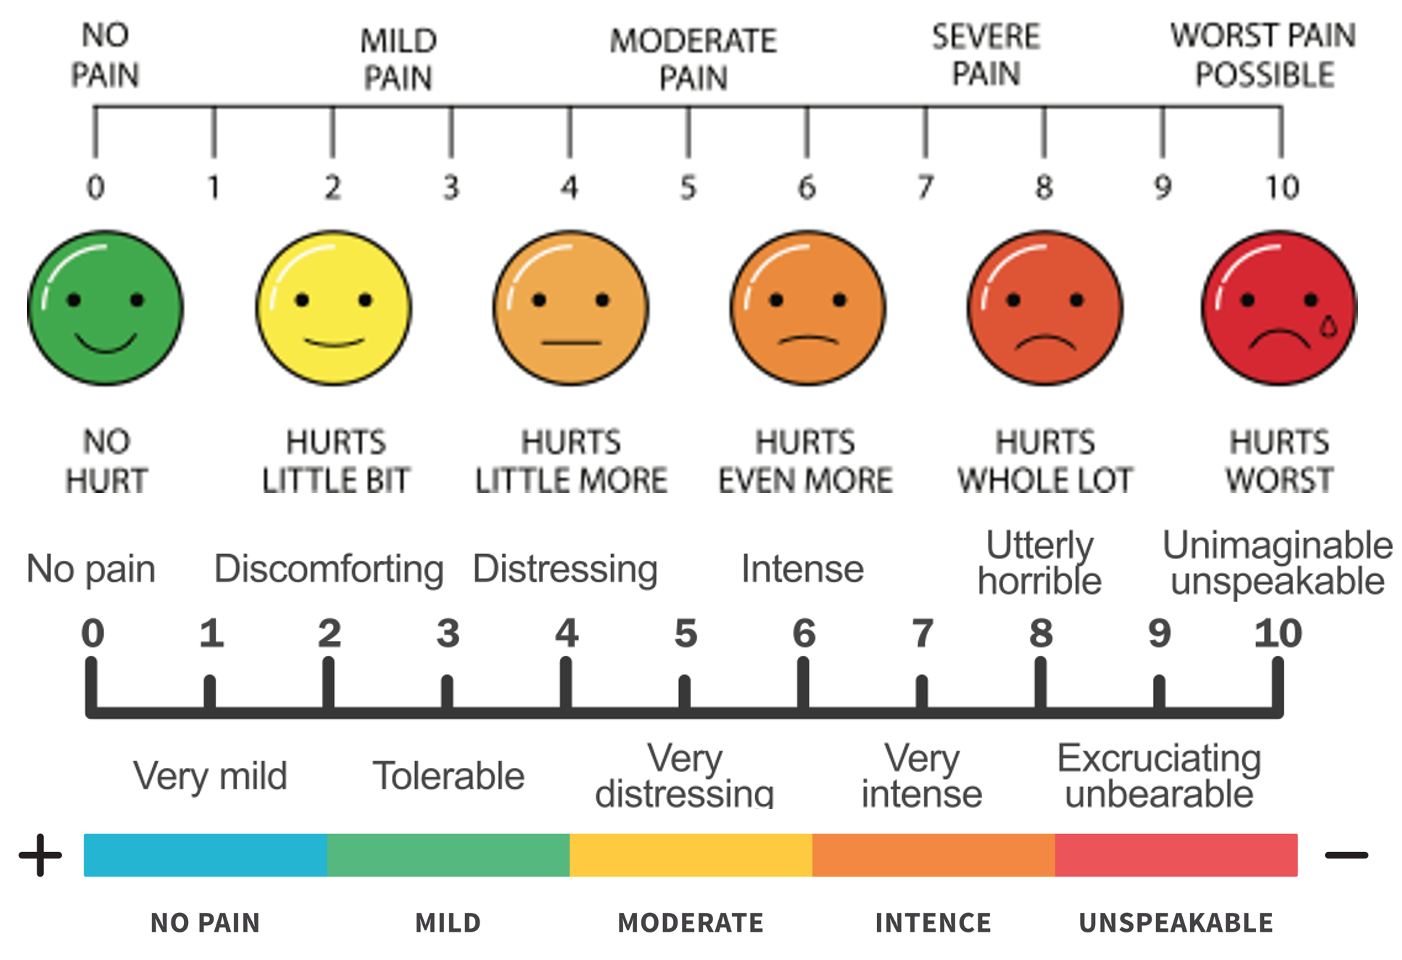 NO PAIN
MILD PAIN
MODERATE PAIN
SEVERE PAIN
WORST PAIN POSSIBLE
0 1 2 3 4 5 6 7 8 9 10
NO HURT
HURTS LITTLE BIT
HURTS LITTLE MORE
HURTS EVEN MORE
HURTS WHOLE LOT
HURTS WORST
No pain
Discomforting
Distressing
Intense
Utterly horrible
Unimaginable unspeakable
0 1 2 3 4 5 6 7 8 9 10
Very mild
Tolerable
Very distressing
Very intense
Excruciating unbearable
+ −
NO PAIN
MILD
MODERATE
INTENCE
UNSPEAKABLE